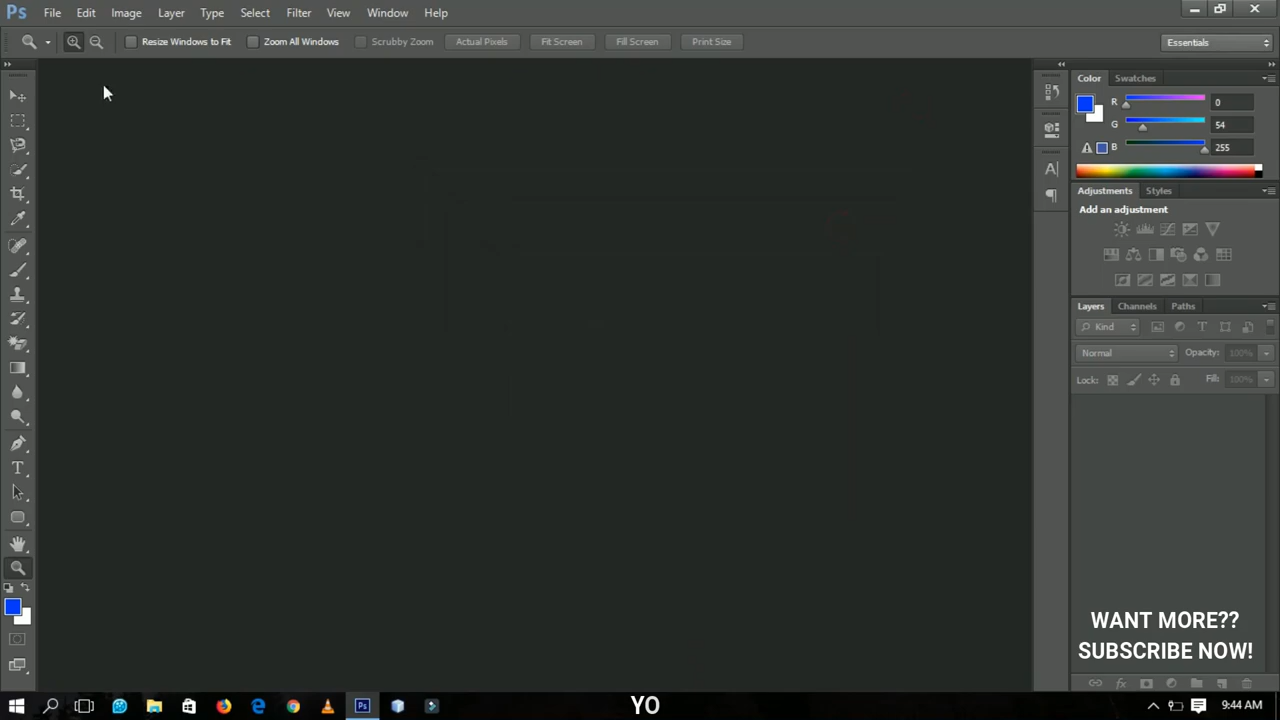 Ps File Edit Image Layer Type Select Filter View Window Help
Resize Windows to Fit Zoom All Windows Scrubby Zoom Actual Pixels Fit Screen Fill Screen Print Size Essentials
Color Swatches
R 0
G 54
B 255
Adjustments Styles
Add an adjustment
Layers Channels Paths
Kind
Normal Opacity: 100%
Lock: Fill: 100%
WANT MORE??
SUBSCRIBE NOW!
YO
9:44 AM